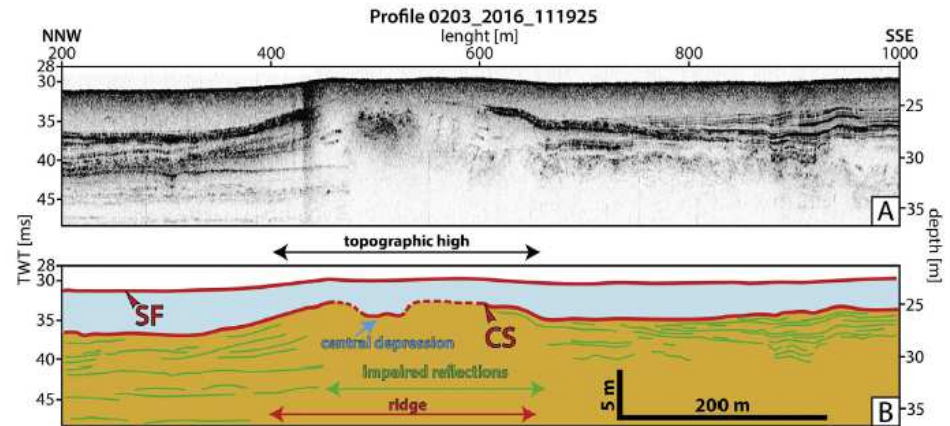 Profile 0203_2016_111925
NNW lenght [m] SSE
200 400 600 800 1000
28
30
35
40
45
25
30
35
A
topographic high
TWT [ms]
depth [m]
28
30
35
40
45
25
30
35
SF
CS
central depression
impaired reflections
ridge
5 m
200 m
B